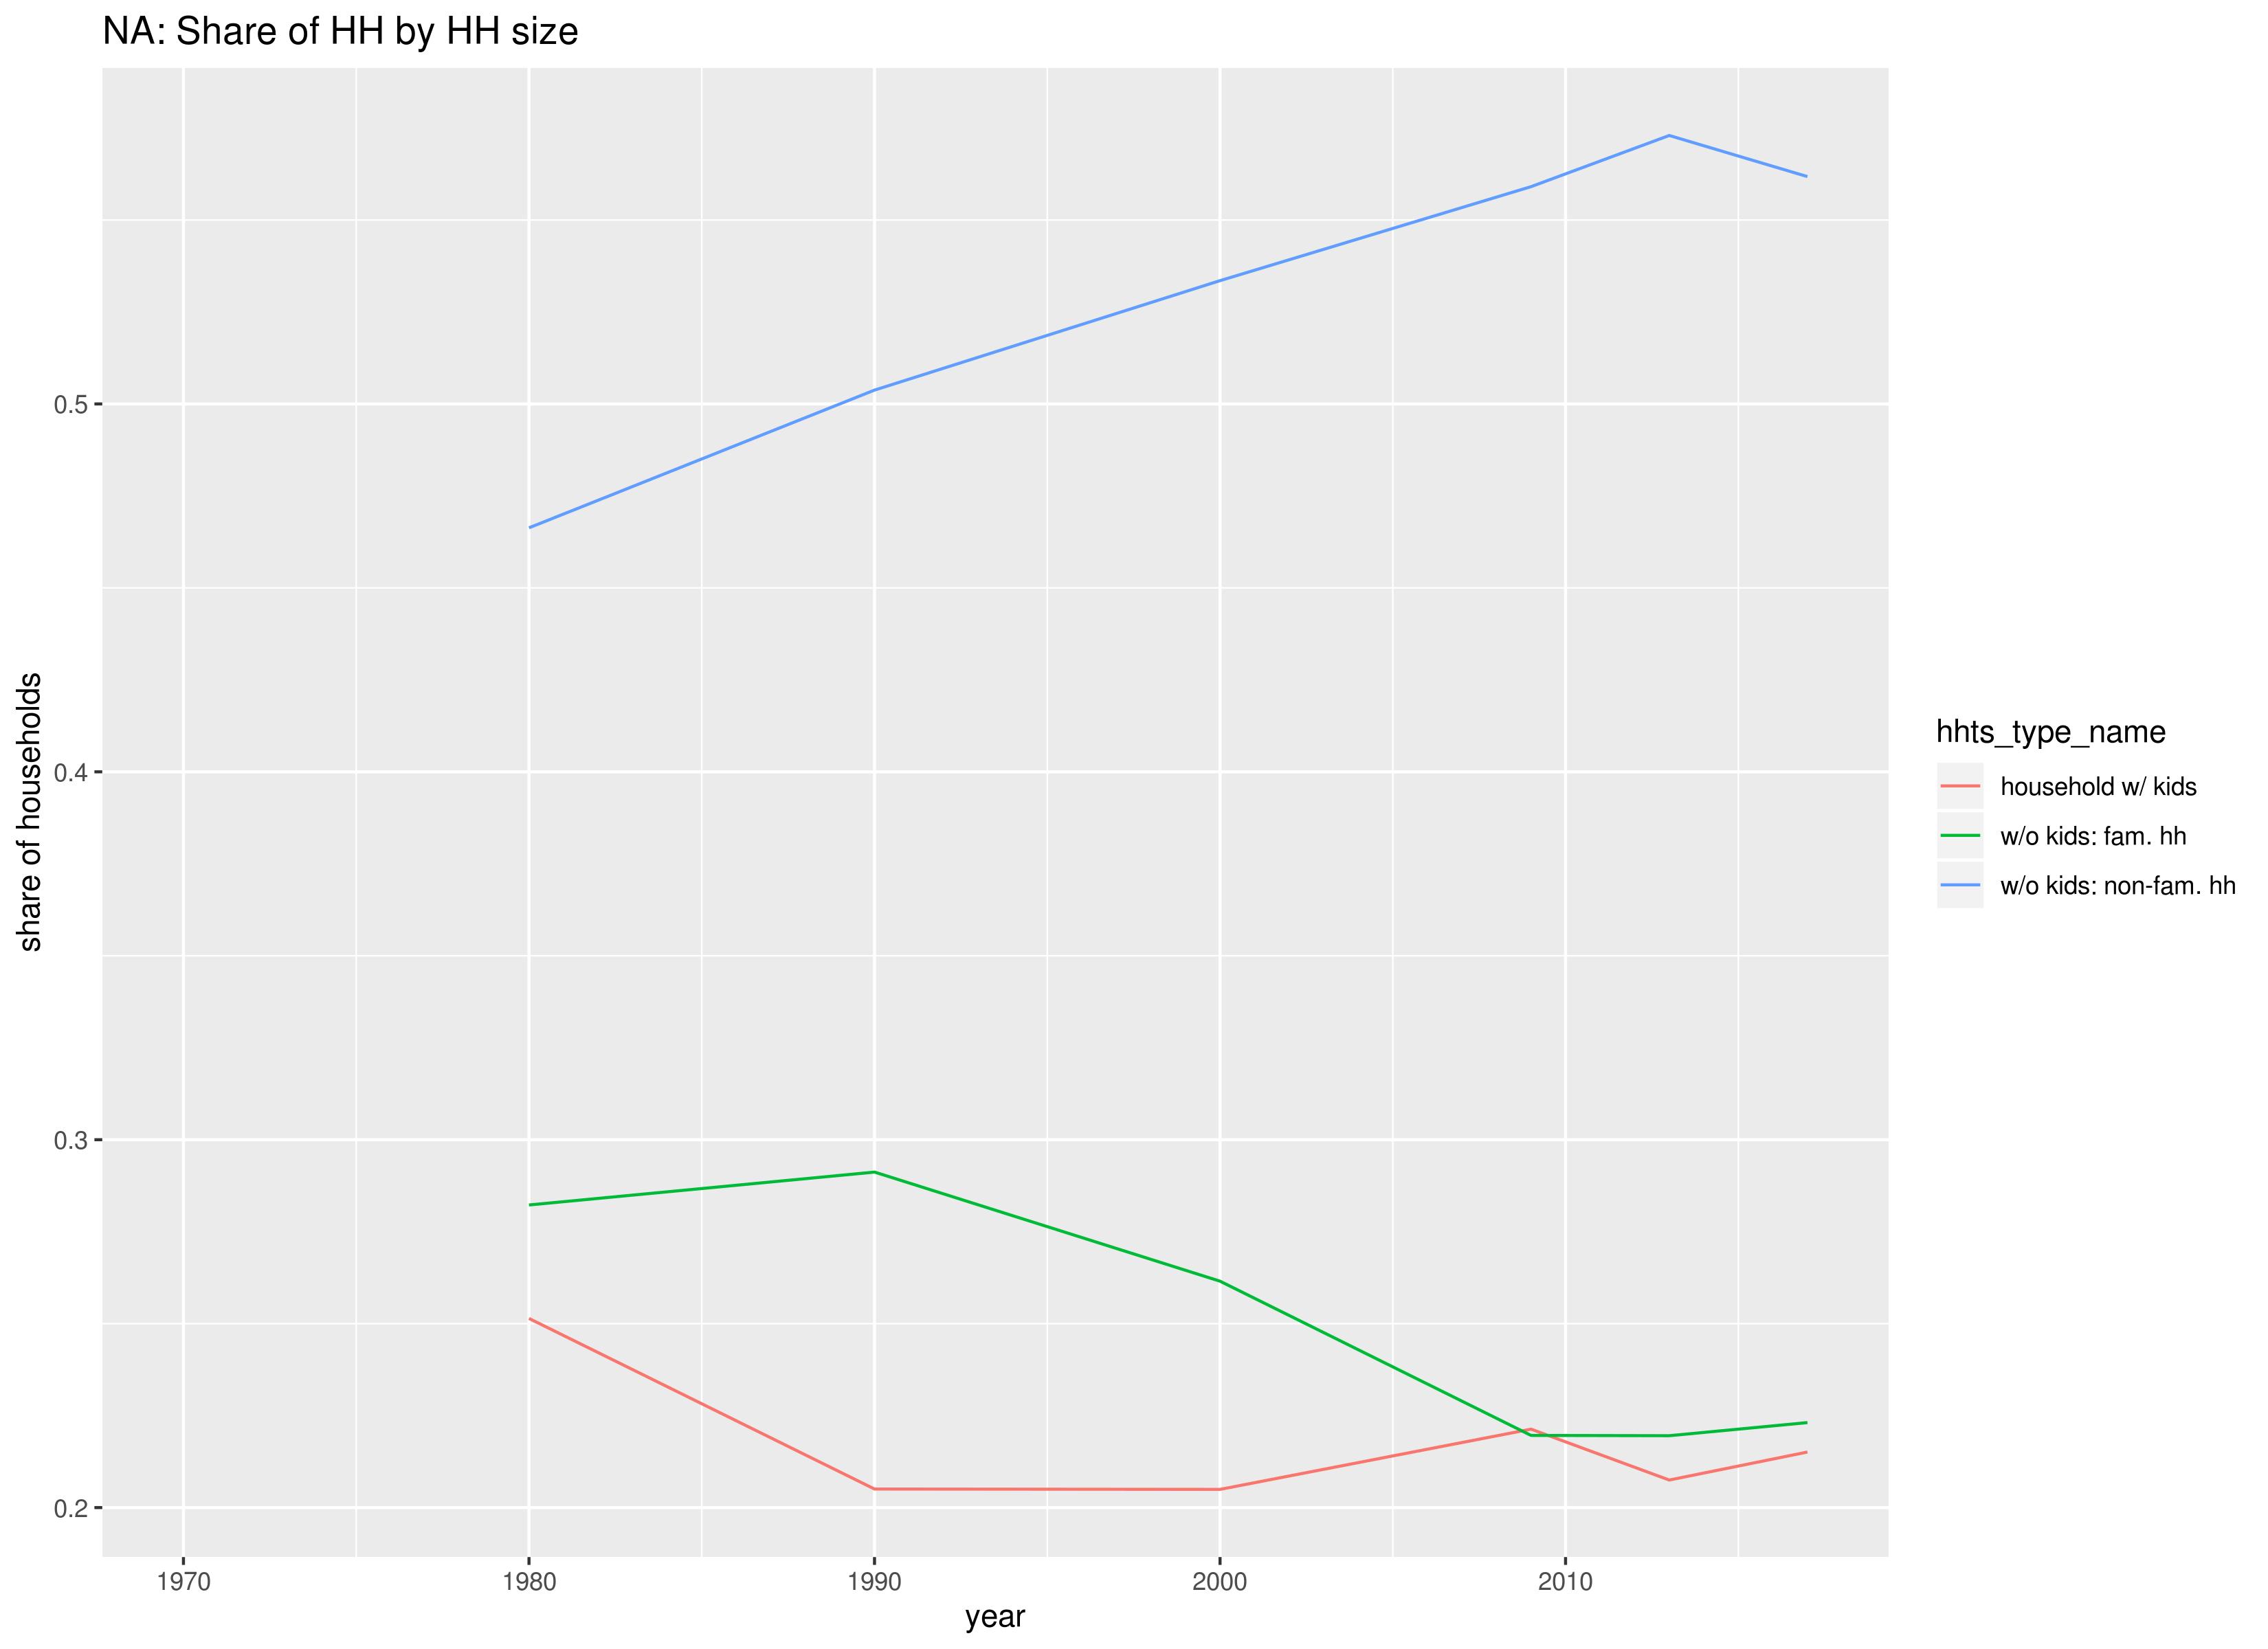 NA: Share of HH by HH size
share of households
0.5
0.4
0.3
0.2
1970 1980 1990 2000 2010
year
hhts_type_name
household w/ kids
w/o kids: fam. hh
w/o kids: non-fam. hh